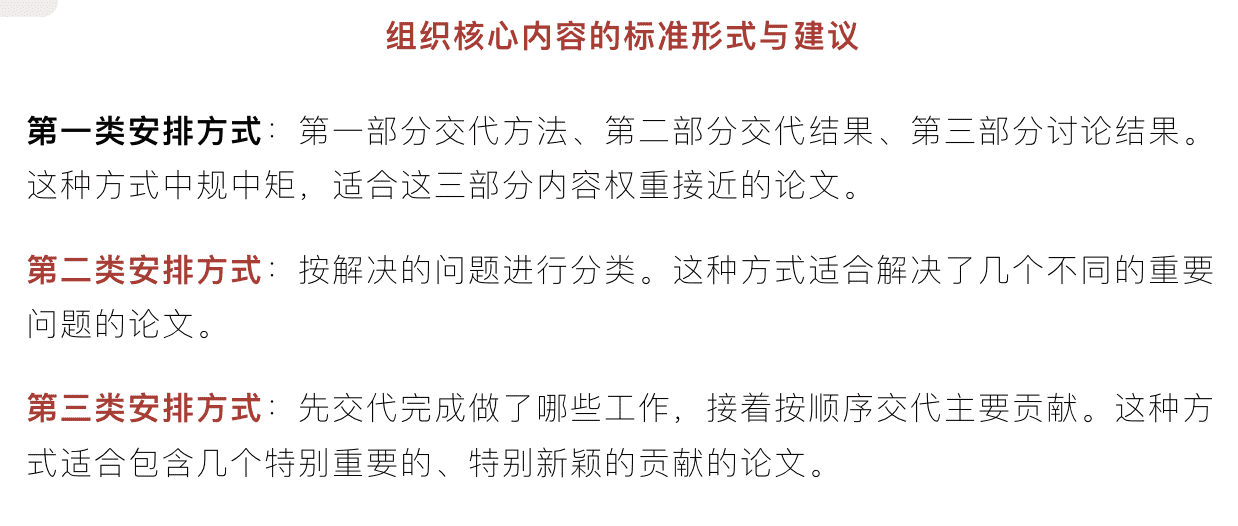 组织核心内容的标准形式与建议
第一类安排方式：第一部分交代方法、第二部分交代结果、第三部分讨论结果。
这种方式中规中矩，适合这三部分内容权重接近的论文。
第二类安排方式：按解决的问题进行分类。这种方式适合解决了几个不同的重要
问题的论文。
第三类安排方式：先交代完成做了哪些工作，接着按顺序交代主要贡献。这种方
式适合包含几个特别重要的、特别新颖的贡献的论文。